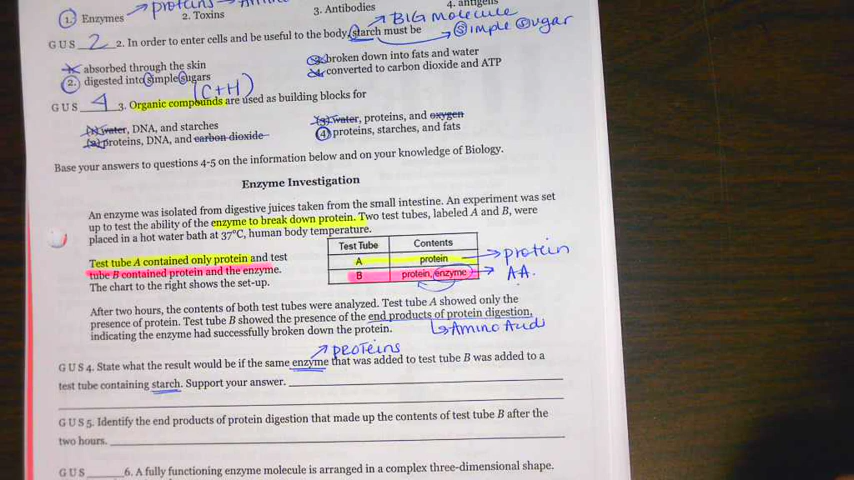 proteins
1. Enzymes 2. Toxins 3. Antibodies 4. antigens
BIG molecule
GUS 2 2. In order to enter cells and be useful to the body, starch must be
Simple Sugar
absorbed through the skin broken down into fats and water
2. digested into simple sugars converted to carbon dioxide and ATP
(C+H)
GUS 4 3. Organic compounds are used as building blocks for
(1) water, DNA, and starches (3) water, proteins, and oxygen
(2) proteins, DNA, and carbon dioxide (4) proteins, starches, and fats
Base your answers to questions 4-5 on the information below and on your knowledge of Biology.
Enzyme Investigation
An enzyme was isolated from digestive juices taken from the small intestine. An experiment was set
up to test the ability of the enzyme to break down protein. Two test tubes, labeled A and B, were
placed in a hot water bath at 37°C, human body temperature.
Test tube A contained only protein and test
tube B contained protein and the enzyme.
The chart to the right shows the set-up.
Test Tube Contents
A protein protein
B protein, enzyme AA.
After two hours, the contents of both test tubes were analyzed. Test tube A showed only the
presence of protein. Test tube B showed the presence of the end products of protein digestion,
indicating the enzyme had successfully broken down the protein.
Amino Acids
proteins
GUS 4. State what the result would be if the same enzyme that was added to test tube B was added to a
test tube containing starch. Support your answer.
GUS 5. Identify the end products of protein digestion that made up the contents of test tube B after the
two hours.
GUS 6. A fully functioning enzyme molecule is arranged in a complex three-dimensional shape.